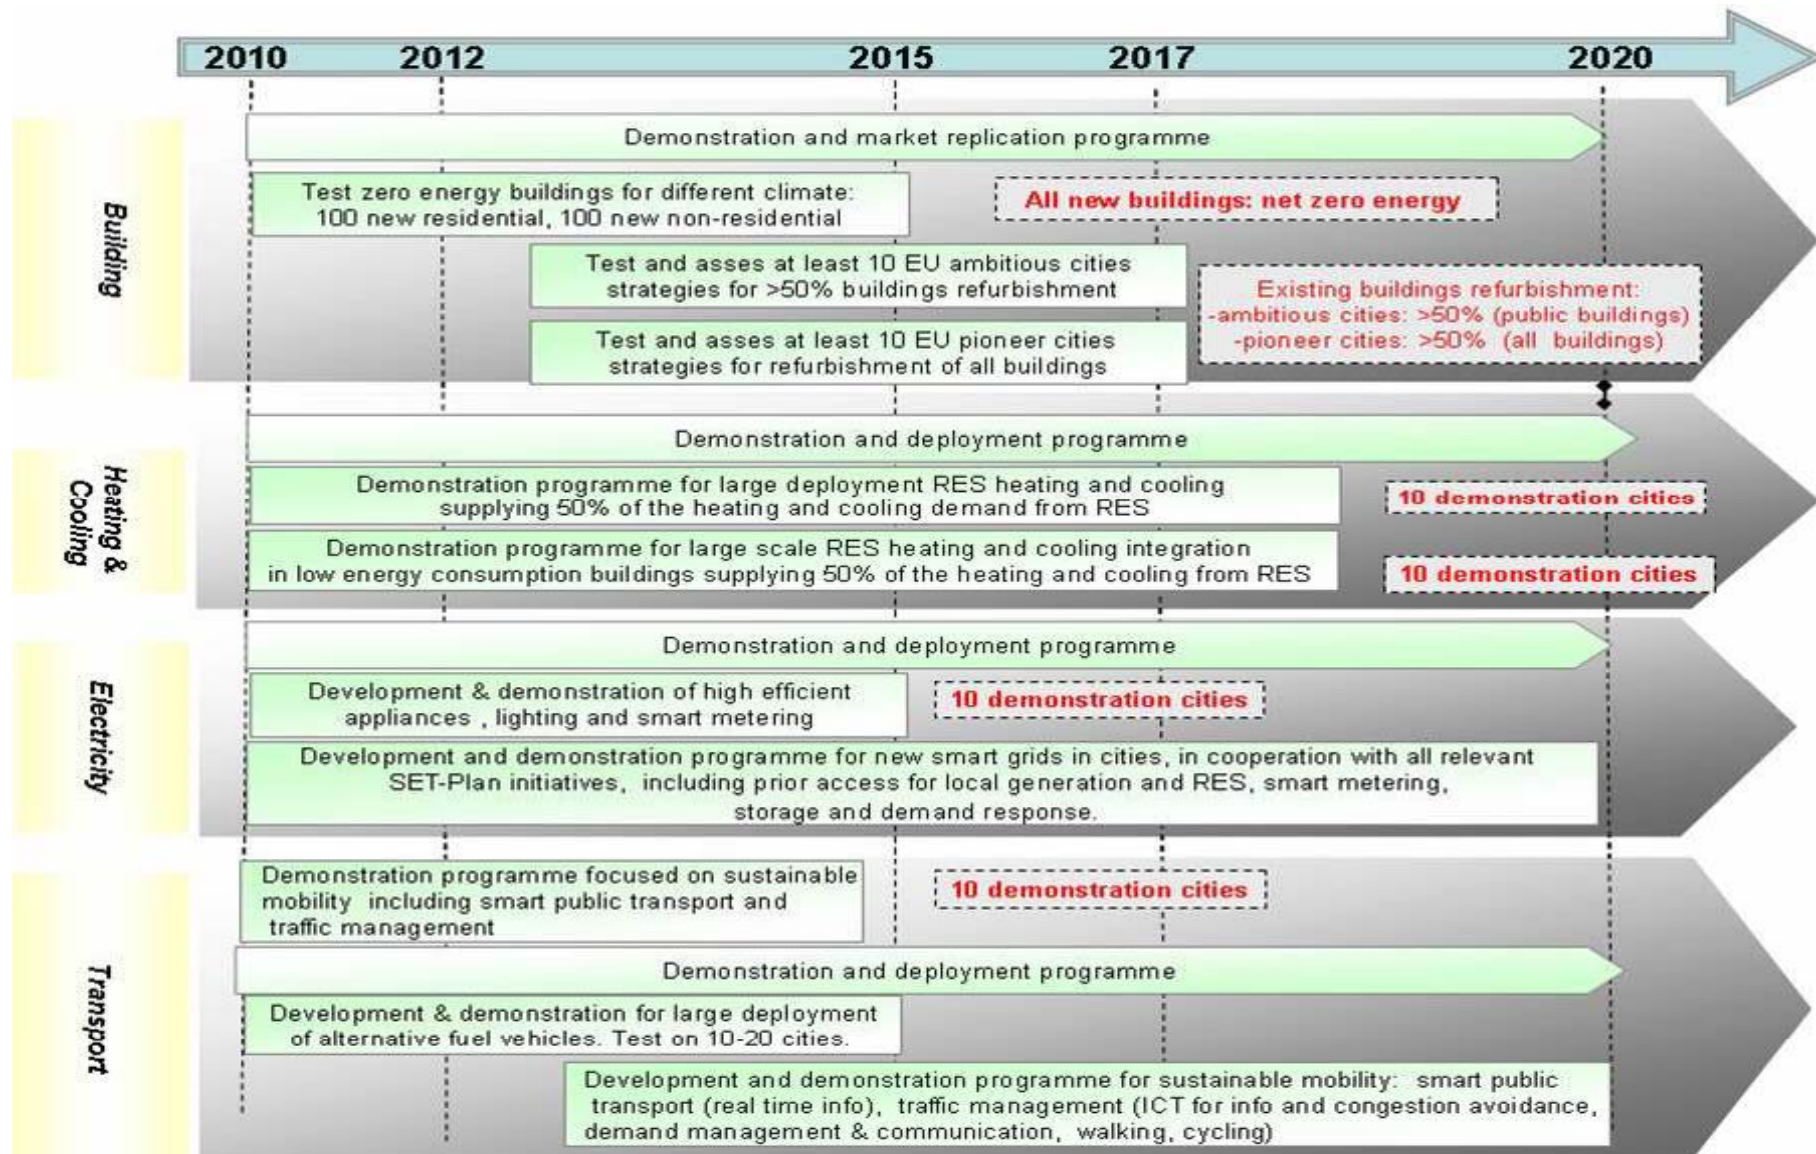 2010 2012 2015 2017 2020
Building
Demonstration and market replication programme
Test zero energy buildings for different climate:
100 new residential, 100 new non-residential
All new buildings: net zero energy
Test and asses at least 10 EU ambitious cities
strategies for >50% buildings refurbishment
Existing buildings refurbishment:
-ambitious cities: >50% (public buildings)
-pioneer cities: >50% (all buildings)
Test and asses at least 10 EU pioneer cities
strategies for refurbishment of all buildings
Heating &
Cooling
Demonstration and deployment programme
Demonstration programme for large deployment RES heating and cooling
supplying 50% of the heating and cooling demand from RES
10 demonstration cities
Demonstration programme for large scale RES heating and cooling integration
in low energy consumption buildings supplying 50% of the heating and cooling from RES
10 demonstration cities
Electricity
Demonstration and deployment programme
Development & demonstration of high efficient
appliances , lighting and smart metering
10 demonstration cities
Development and demonstration programme for new smart grids in cities, in cooperation with all relevant
SET-Plan initiatives, including prior access for local generation and RES, smart metering,
storage and demand response.
Transport
Demonstration programme focused on sustainable
mobility including smart public transport and
traffic management
10 demonstration cities
Demonstration and deployment programme
Development & demonstration for large deployment
of alternative fuel vehicles. Test on 10-20 cities.
Development and demonstration programme for sustainable mobility: smart public
transport (real time info), traffic management (ICT for info and congestion avoidance,
demand management & communication, walking, cycling)